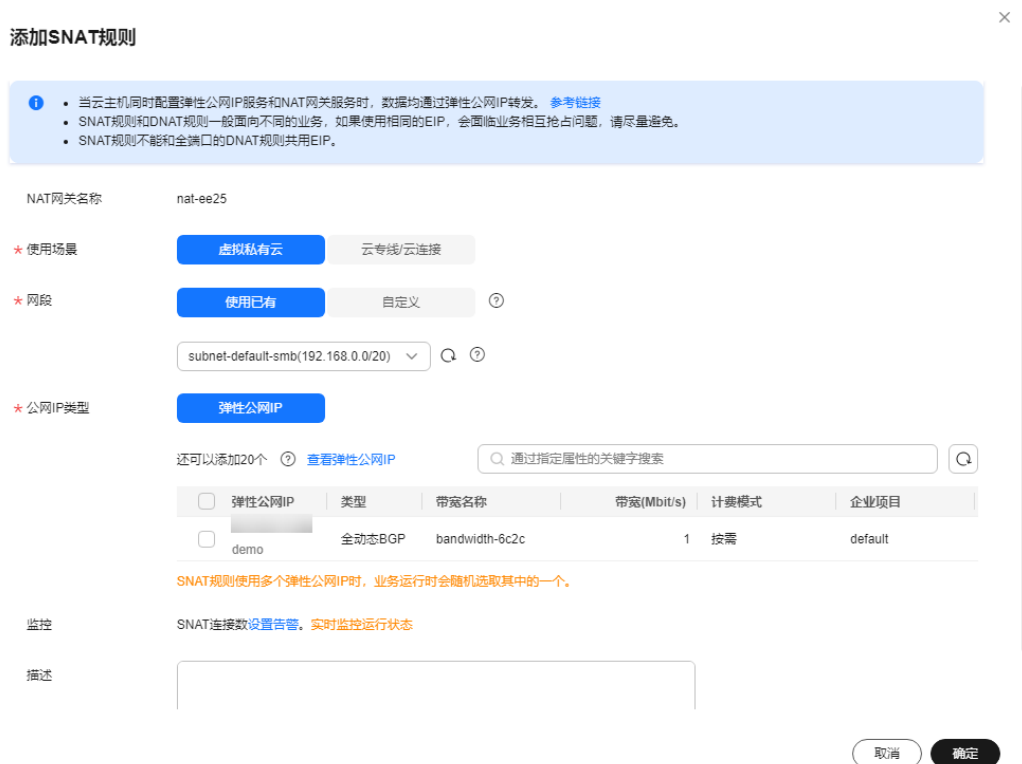 添加SNAT规则
当云主机同时配置弹性公网IP服务和NAT网关服务时，数据均通过弹性公网IP转发。 参考链接
SNAT规则和DNAT规则一般面向不同的业务，如果使用相同的EIP，会面临业务相互抢占问题，请尽量避免。
SNAT规则不能和全端口的DNAT规则共用EIP。
NAT网关名称 nat-ee25
* 使用场景 虚拟私有云 云专线/云连接
* 网段 使用已有 自定义
subnet-default-smb(192.168.0.0/20)
* 公网IP类型 弹性公网IP
还可以添加20个 查看弹性公网IP 通过指定属性的关键字搜索
弹性公网IP 类型 带宽名称 带宽(Mbit/s) 计费模式 企业项目
demo 全动态BGP bandwidth-6c2c 1 按需 default
SNAT规则使用多个弹性公网IP时，业务运行时会随机选取其中的一个。
监控 SNAT连接数设置告警。实时监控运行状态
描述
取消 确定